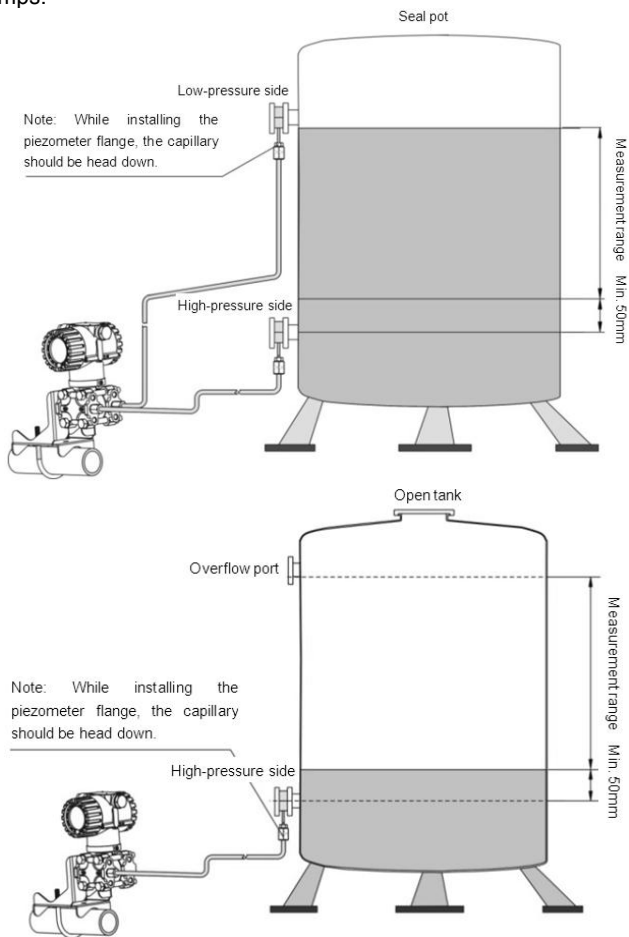 Seal pot
Low-pressure side
Note: While installing the
piezometer flange, the capillary
should be head down.
Measurement range Min. 50mm
High-pressure side
Open tank
Overflow port
Measurement range Min. 50mm
Note: While installing the
piezometer flange, the capillary
should be head down.
High-pressure side